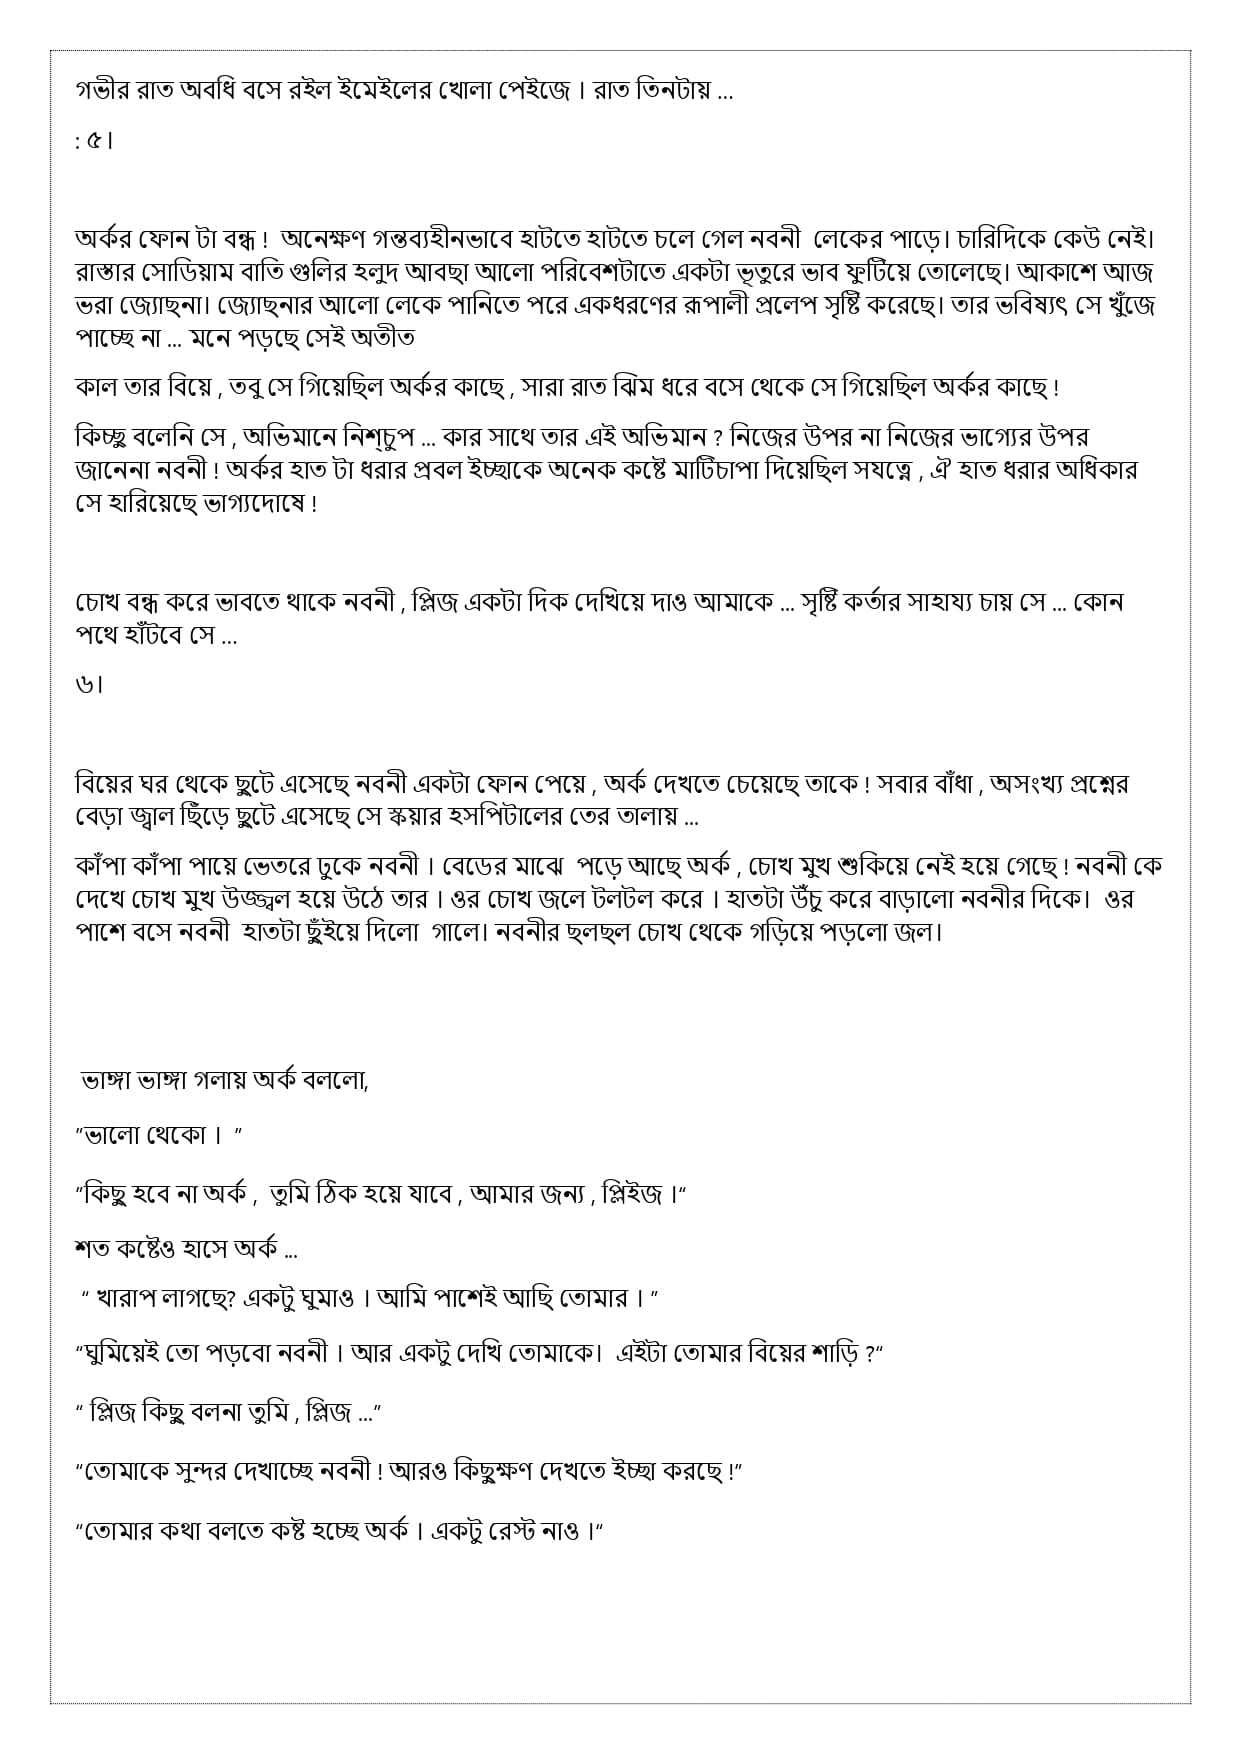 গভীর রাত অবধি বসে রইল ইমেইলের খোলা পেইজে । রাত তিনটায় ...
: ৫।
অর্কর ফোন টা বন্ধ ! অনেক্ষণ গন্তব্যহীনভাবে হাটতে হাটতে চলে গেল নবনী লেকের পাড়ে। চারিদিকে কেউ নেই।
রাস্তার সোডিয়াম বাতি গুলির হলুদ আবছা আলো পরিবেশটাতে একটা ভূতুরে ভাব ফুটিয়ে তোলেছে। আকাশে আজ
ভরা জ্যোছনা। জ্যোছনার আলো লেকে পানিতে পরে একধরণের রূপালী প্রলেপ সৃষ্টি করেছে। তার ভবিষ্যৎ সে খুঁজে
পাচ্ছে না ... মনে পড়ছে সেই অতীত
কাল তার বিয়ে , তবু সে গিয়েছিল অর্কর কাছে , সারা রাত ঝিম ধরে বসে থেকে সে গিয়েছিল অর্কর কাছে !
কিচ্ছু বলেনি সে , অভিমানে নিশ্চুপ ... কার সাথে তার এই অভিমান ? নিজের উপর না নিজের ভাগ্যের উপর
জানেনা নবনী ! অর্কর হাত টা ধরার প্রবল ইচ্ছাকে অনেক কষ্টে মাটিচাপা দিয়েছিল সযত্নে , ঐ হাত ধরার অধিকার
সে হারিয়েছে ভাগ্যদোষে !
চোখ বন্ধ করে ভাবতে থাকে নবনী , প্লিজ একটা দিক দেখিয়ে দাও আমাকে ... সৃষ্টি কর্তার সাহায্য চায় সে ... কোন
পথে হাঁটবে সে ...
৬।
বিয়ের ঘর থেকে ছুটে এসেছে নবনী একটা ফোন পেয়ে , অর্ক দেখতে চেয়েছে তাকে ! সবার বাঁধা , অসংখ্য প্রশ্নের
বেড়া জ্বাল ছিঁড়ে ছুটে এসেছে সে স্কয়ার হসপিটালের তের তালায় ...
কাঁপা কাঁপা পায়ে ভেতরে ঢুকে নবনী । বেডের মাঝে পড়ে আছে অর্ক , চোখ মুখ শুকিয়ে নেই হয়ে গেছে ! নবনী কে
দেখে চোখ মুখ উজ্জ্বল হয়ে উঠে তার । ওর চোখ জলে টলটল করে । হাতটা উঁচু করে বাড়ালো নবনীর দিকে। ওর
পাশে বসে নবনী হাতটা ছুঁইয়ে দিলো গালে। নবনীর ছলছল চোখ থেকে গড়িয়ে পড়লো জল।
ভাঙ্গা ভাঙ্গা গলায় অর্ক বললো,
”ভালো থেকো । ”
”কিছু হবে না অর্ক , তুমি ঠিক হয়ে যাবে , আমার জন্য , প্লিইজ ।“
শত কষ্টেও হাসে অর্ক ...
“ খারাপ লাগছে? একটু ঘুমাও । আমি পাশেই আছি তোমার । ”
“ঘুমিয়েই তো পড়বো নবনী । আর একটু দেখি তোমাকে। এইটা তোমার বিয়ের শাড়ি ?“
“ প্লিজ কিছু বলনা তুমি , প্লিজ ...”
“তোমাকে সুন্দর দেখাচ্ছে নবনী ! আরও কিছুক্ষণ দেখতে ইচ্ছা করছে !”
“তোমার কথা বলতে কষ্ট হচ্ছে অর্ক । একটু রেস্ট নাও ।“